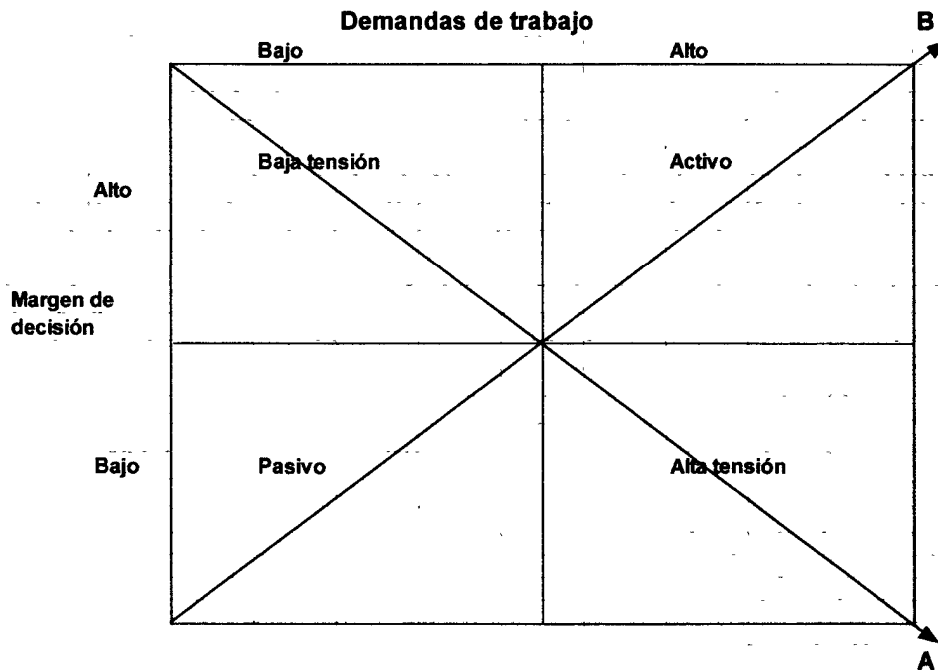 Demandas de trabajo
B
Bajo
Alto
Baja tensión
Activo
Alto
Margen de
decisión
Bajo
Pasivo
Alta tensión
A